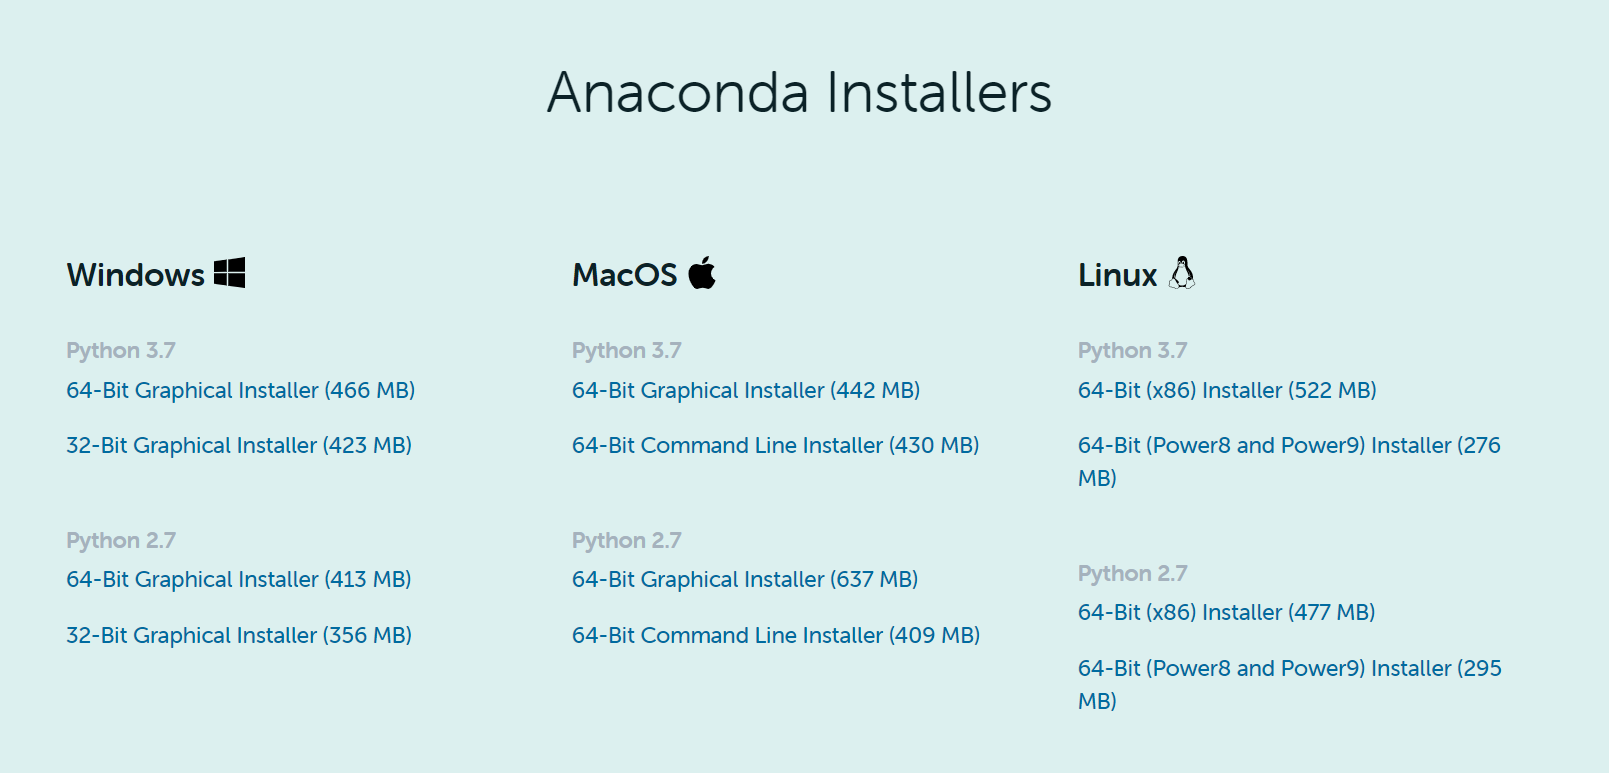 Anaconda Installers
Windows
Python 3.7
64-Bit Graphical Installer (466 MB)
32-Bit Graphical Installer (423 MB)
Python 2.7
64-Bit Graphical Installer (413 MB)
32-Bit Graphical Installer (356 MB)
MacOS
Python 3.7
64-Bit Graphical Installer (442 MB)
64-Bit Command Line Installer (430 MB)
Python 2.7
64-Bit Graphical Installer (637 MB)
64-Bit Command Line Installer (409 MB)
Linux
Python 3.7
64-Bit (x86) Installer (522 MB)
64-Bit (Power8 and Power9) Installer (276
MB)
Python 2.7
64-Bit (x86) Installer (477 MB)
64-Bit (Power8 and Power9) Installer (295
MB)